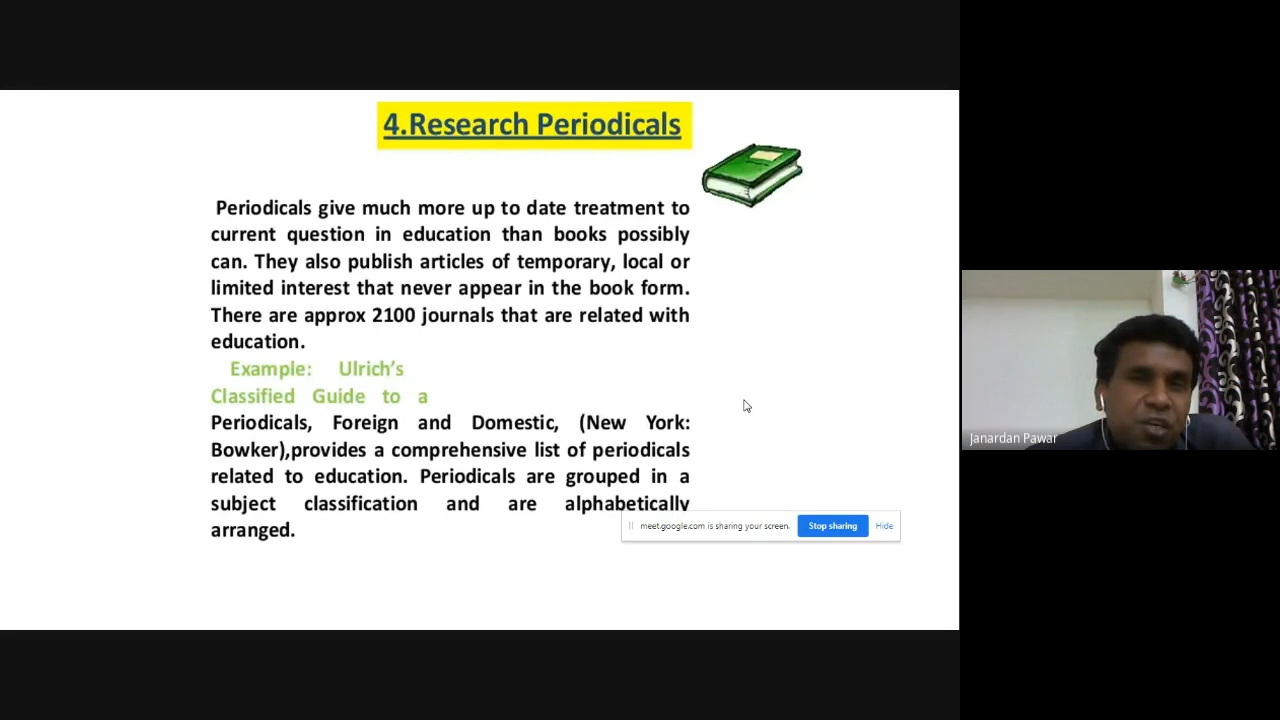 4.Research Periodicals
Periodicals give much more up to date treatment to
current question in education than books possibly
can. They also publish articles of temporary, local or
limited interest that never appear in the book form.
There are approx 2100 journals that are related with
education.
Example: Ulrich's
Classified Guide to a
Periodicals, Foreign and Domestic, (New York:
Bowker),provides a comprehensive list of periodicals
related to education. Periodicals are grouped in a
subject classification and are alphabetically
arranged.
meet.google.com is sharing your screen. Stop sharing Hide
Janardan Pawar